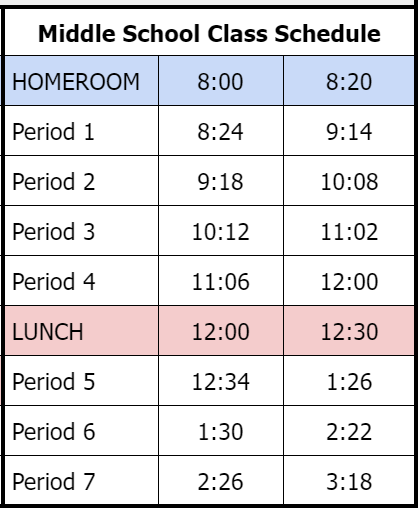 Middle School Class Schedule
HOMEROOM 8:00 8:20
Period 1 8:24 9:14
Period 2 9:18 10:08
Period 3 10:12 11:02
Period 4 11:06 12:00
LUNCH 12:00 12:30
Period 5 12:34 1:26
Period 6 1:30 2:22
Period 7 2:26 3:18